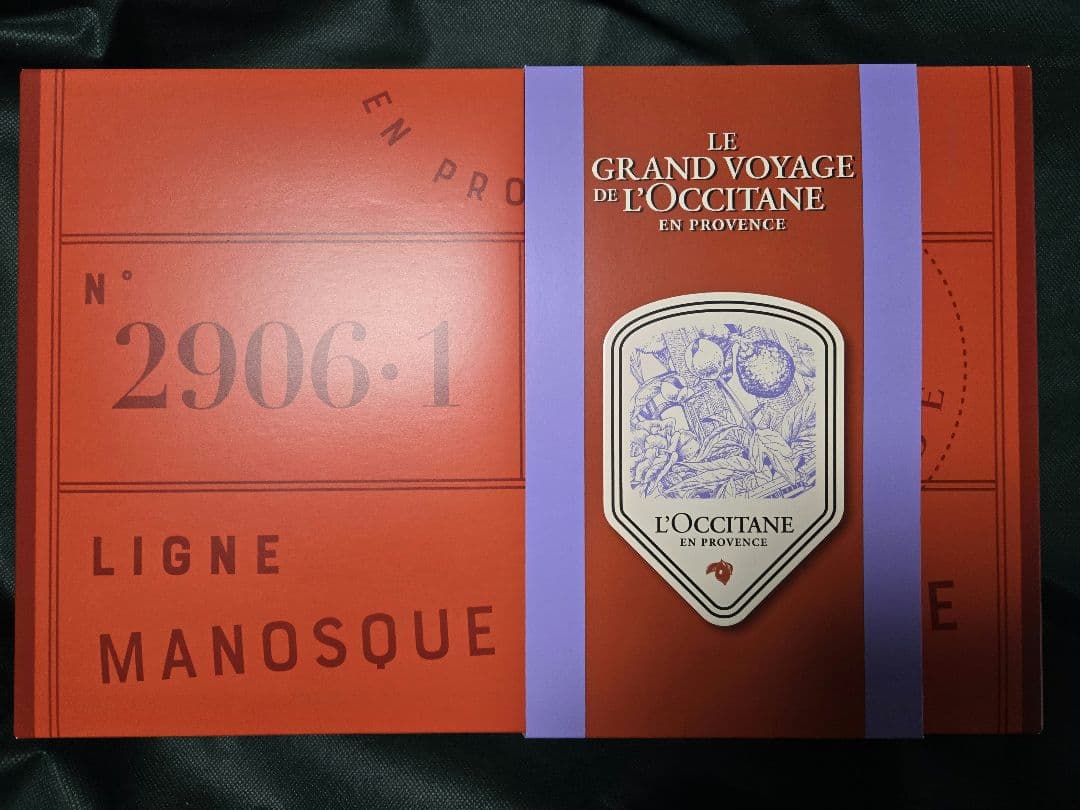 EN PRO
N° 2906·1
LIGNE
MANOSQUE
LE
GRAND VOYAGE
DE L'OCCITANE
EN PROVENCE
L'OCCITANE
EN PROVENCE
E
E